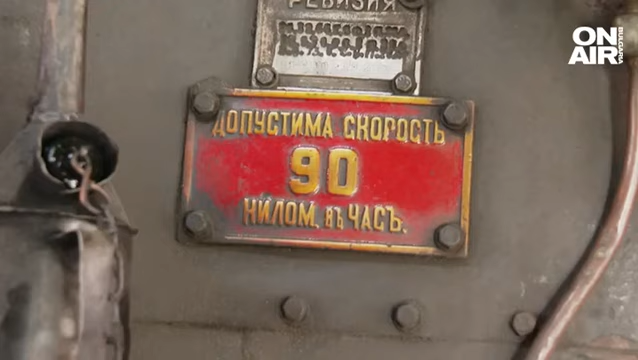 РЕВИЗИЯ
ДОПУСТИМА СКОРОСТЬ
90
КИЛОМ. ВЪ ЧАСЪ.
ON AIR
BULGARIA